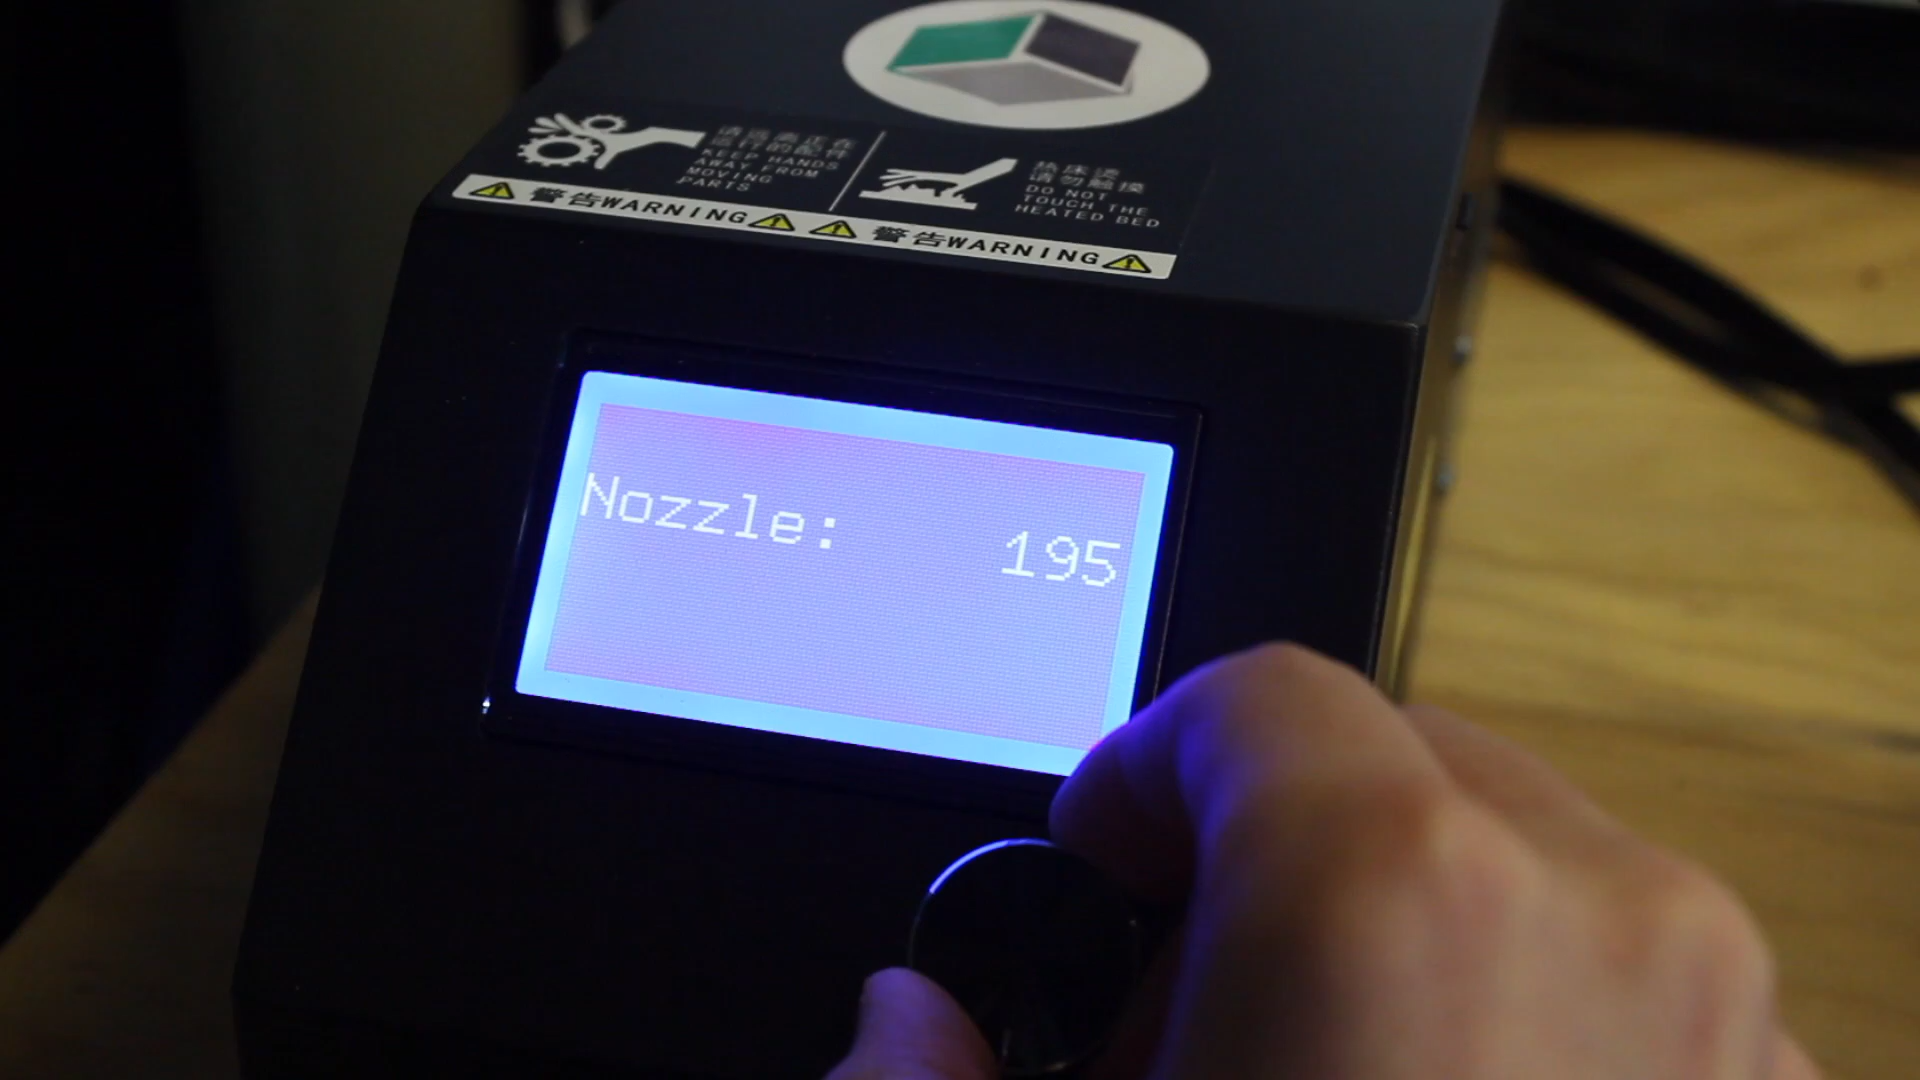 请远离正在
运行的配件
KEEP HANDS
AWAY FROM
MOVING
PARTS
热床烫
请勿触摸
DO NOT
TOUCH THE
HEATED BED
警告WARNING
警告WARNING
Nozzle: 195